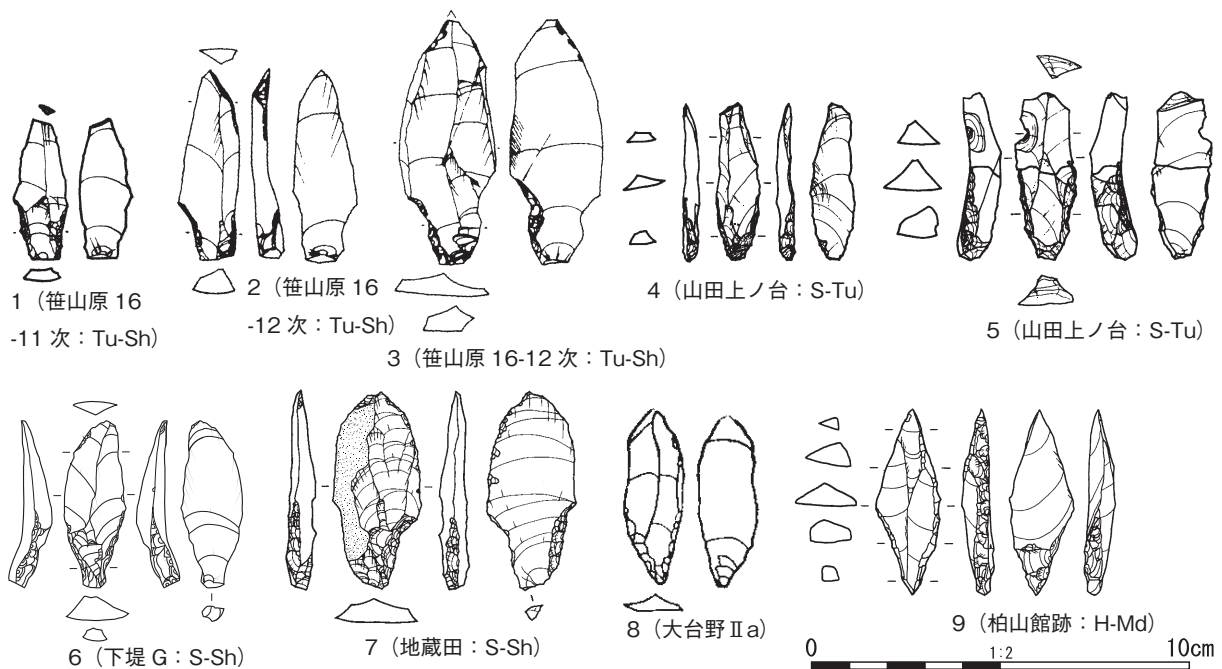 1（笹山原 16
-11 次：Tu-Sh）
2（笹山原 16
-12 次：Tu-Sh）
3（笹山原 16-12 次：Tu-Sh）
4（山田上ノ台：S-Tu）
5（山田上ノ台：S-Tu）
6（下堤 G：S-Sh）
7（地蔵田：S-Sh）
8（大台野Ⅱa）
9（柏山館跡：H-Md）
0 1:2 10cm